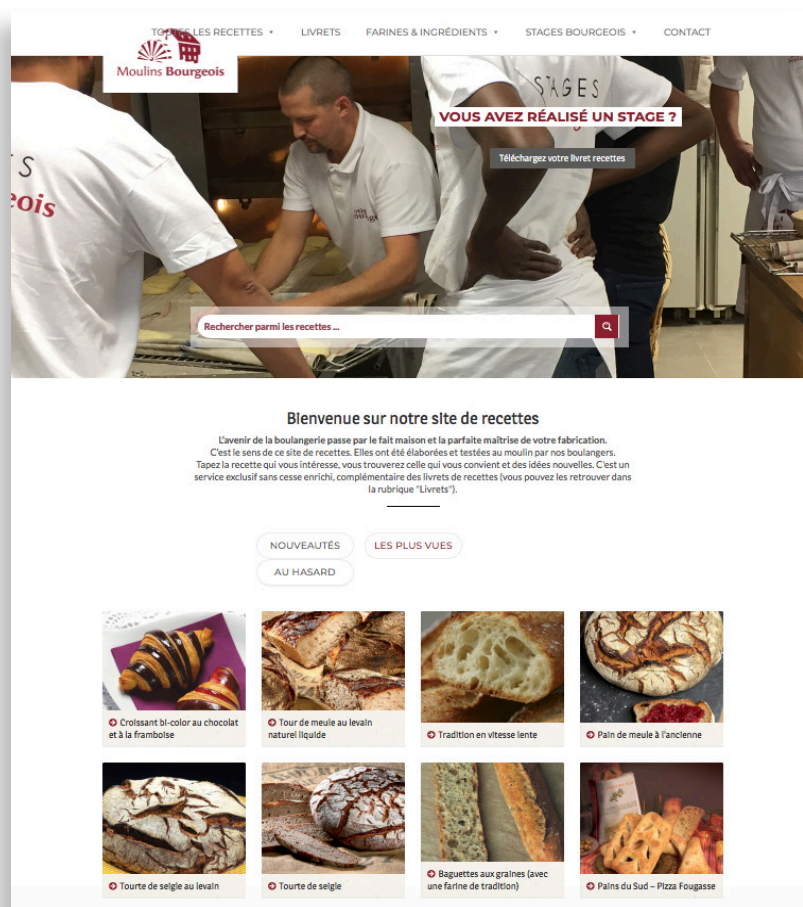 TOUTES LES RECETTES
LIVRETS
FARINES & INGRÉDIENTS
STAGES BOURGEOIS
CONTACT
Moulins Bourgeois
STAGES
VOUS AVEZ RÉALISÉ UN STAGE ?
Téléchargez votre livret recettes
ois
Rechercher parmi les recettes ...
Bienvenue sur notre site de recettes
L'avenir de la boulangerie passe par le fait maison et la parfaite maîtrise de votre fabrication.
C'est le sens de ce site de recettes. Elles ont été élaborées et testées au moulin par nos boulangers.
Tapez la recette qui vous intéresse, vous trouverez celle qui vous convient et des idées nouvelles. C'est un
service exclusif sans cesse enrichi, complémentaire des livrets de recettes (vous pouvez les retrouver dans
la rubrique "Livrets").
NOUVEAUTÉS
LES PLUS VUES
AU HASARD
Croissant bi-color au chocolat
et à la framboise
Tour de meule au levain
naturel liquide
Tradition en vitesse lente
Pain de meule à l'ancienne
Tourte de seigle au levain
Tourte de seigle
Baguettes aux graines (avec
une farine de tradition)
Pains du Sud – Pizza Fougasse